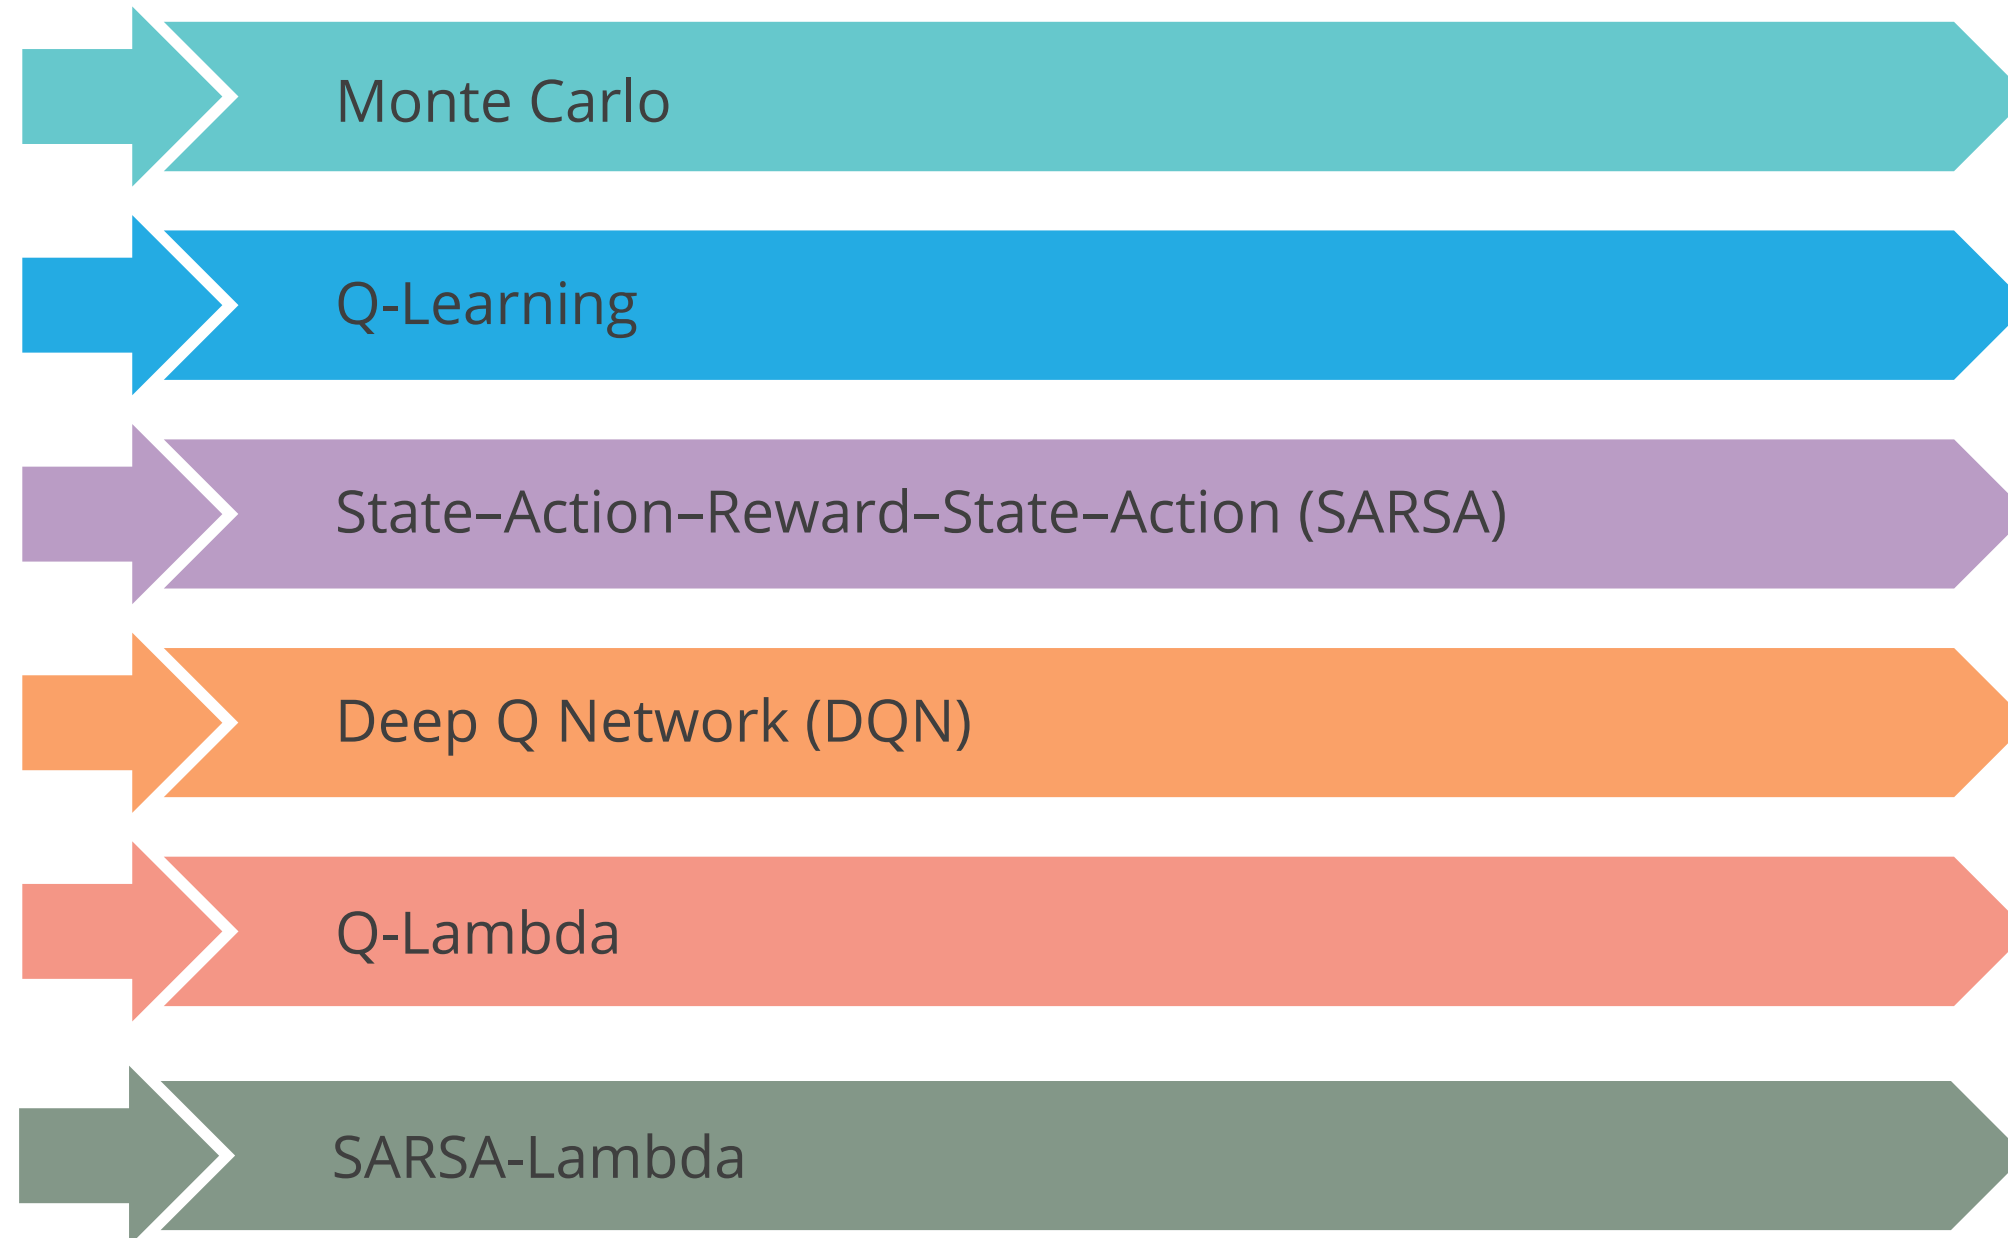 Monte Carlo
Q-Learning
State–Action–Reward–State–Action (SARSA)
Deep Q Network (DQN)
Q-Lambda
SARSA-Lambda